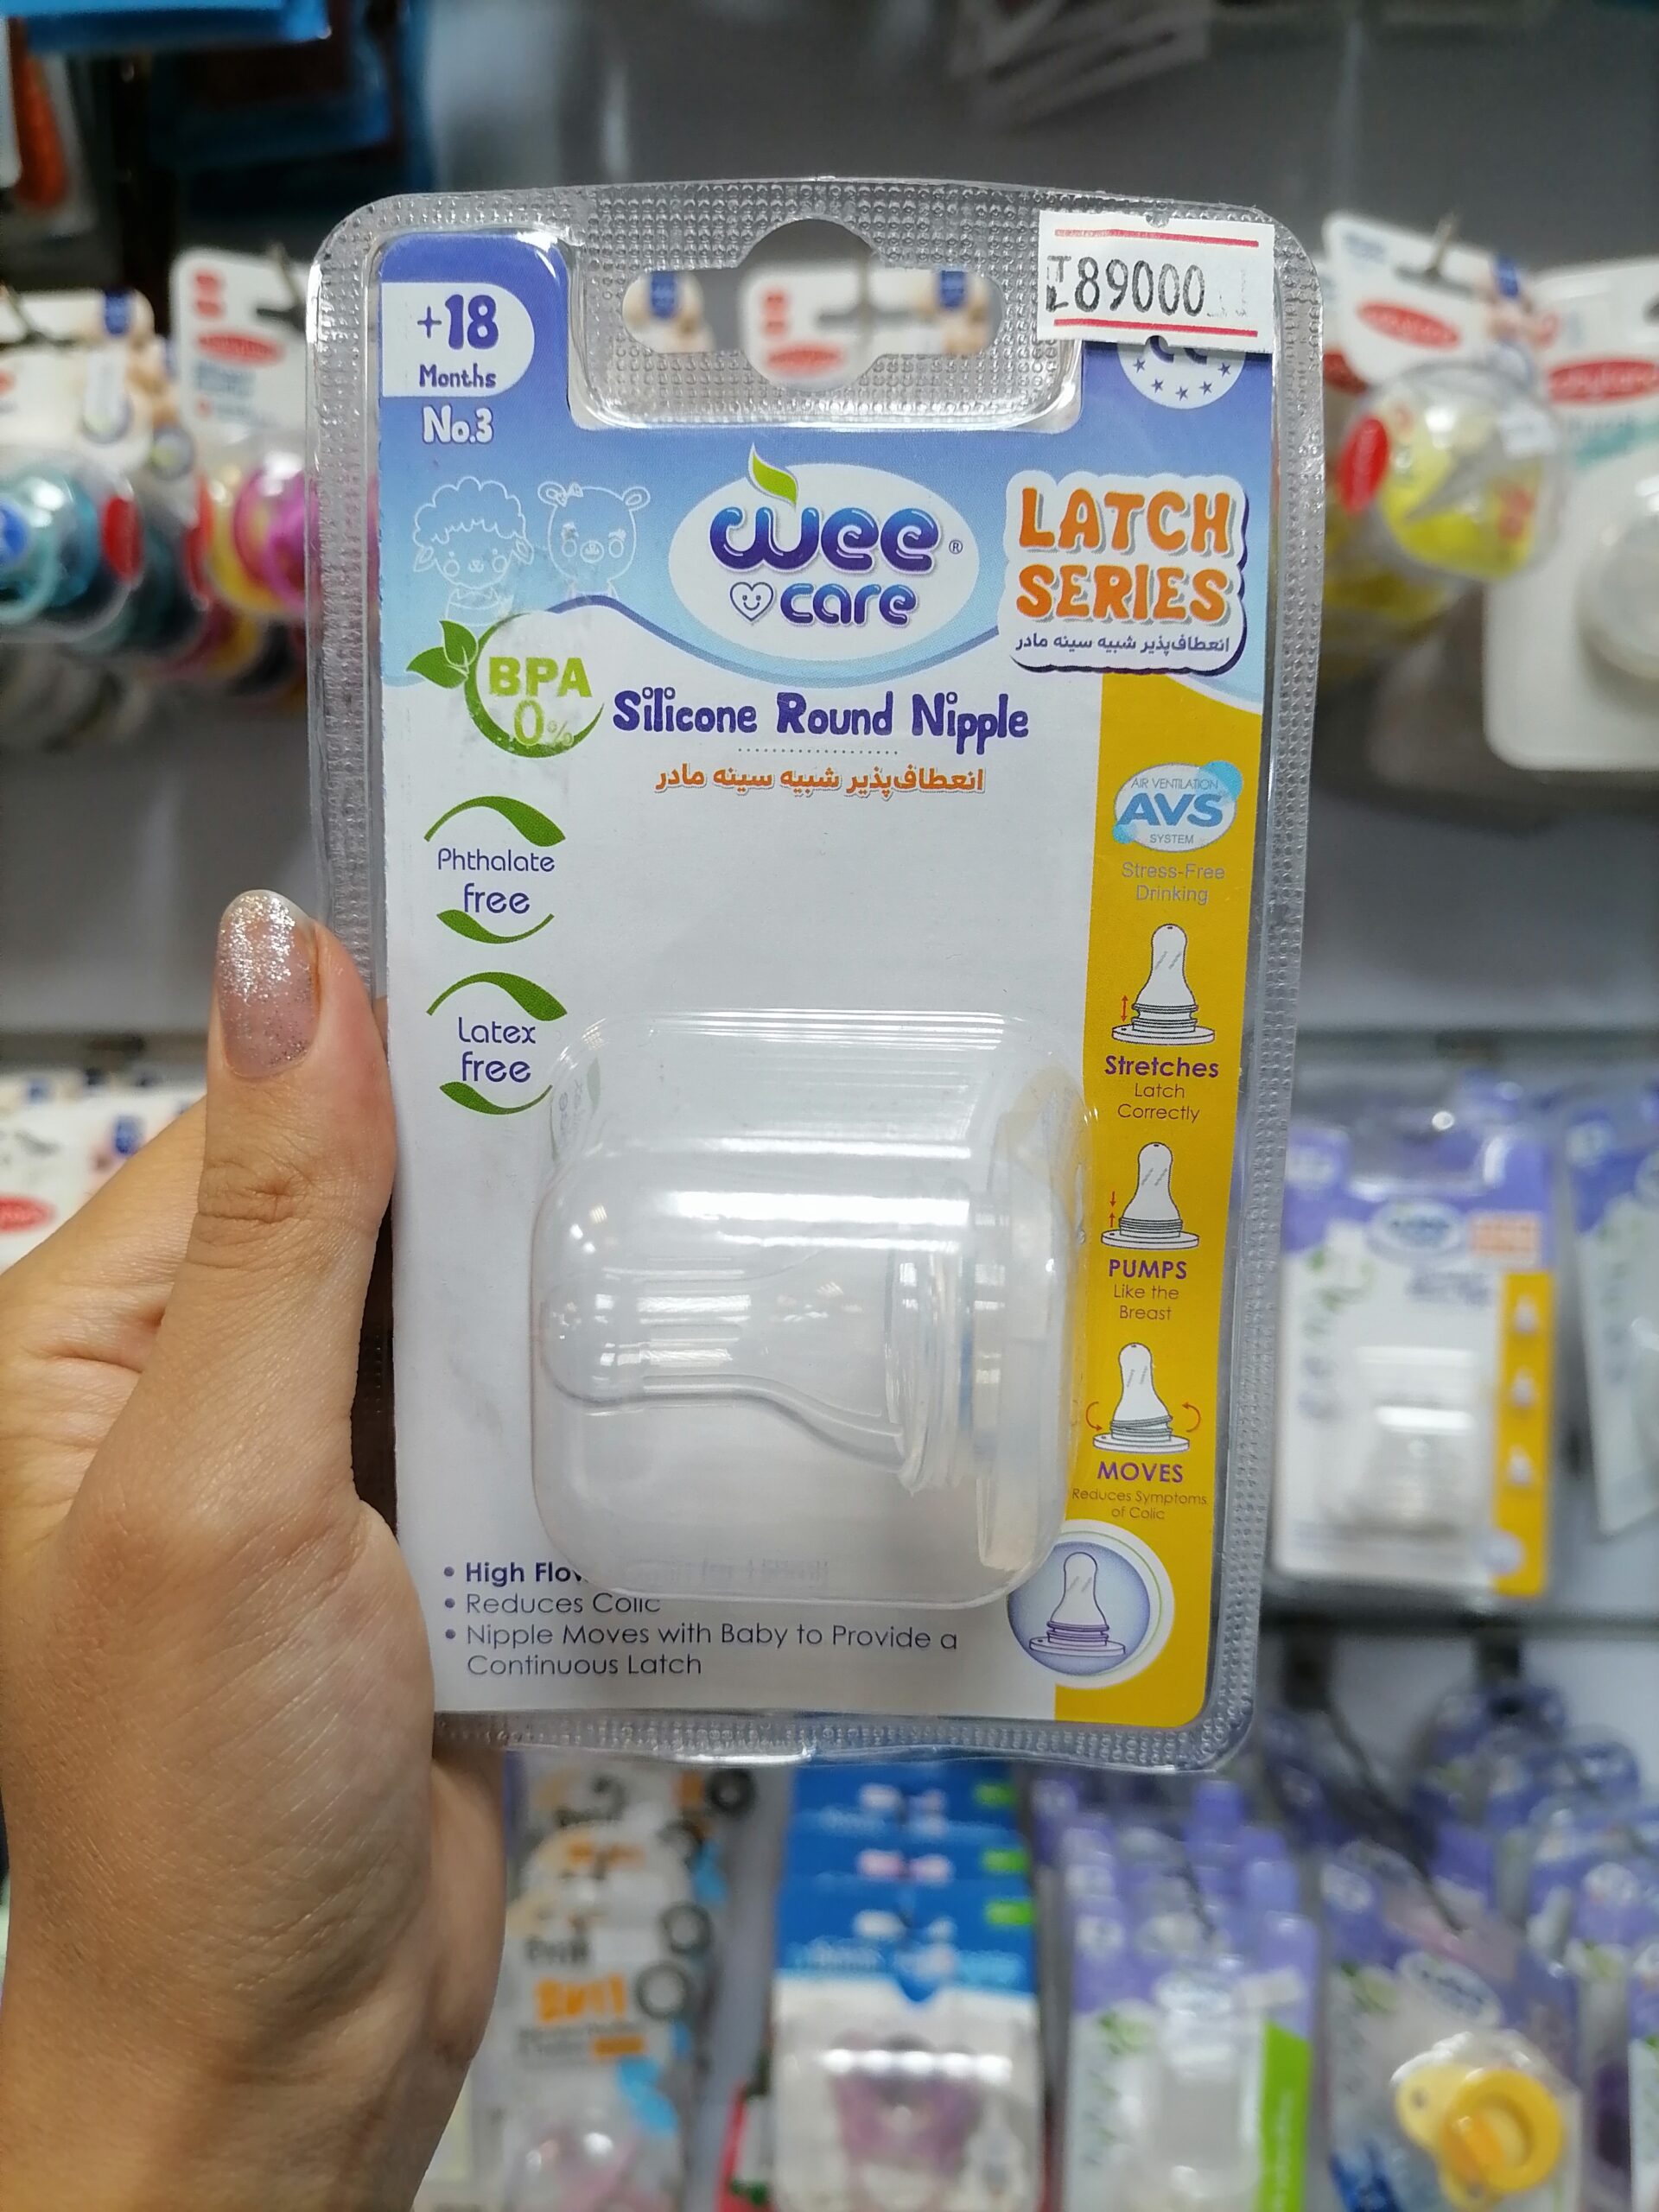 89000
+18
Months
No.3
wee®
care
LATCH
SERIES
انعطاف‌پذیر شبیه سینه مادر
BPA
0%
Silicone Round Nipple
انعطاف‌پذیر شبیه سینه مادر
Phthalate
free
Latex
free
AIR VENTILATION
AVS
SYSTEM
Stress-Free
Drinking
Stretches
Latch
Correctly
PUMPS
Like the
Breast
MOVES
Reduces Symptoms
of Colic
• High Flow
• Reduces Colic
• Nipple Moves with Baby to Provide a
Continuous Latch